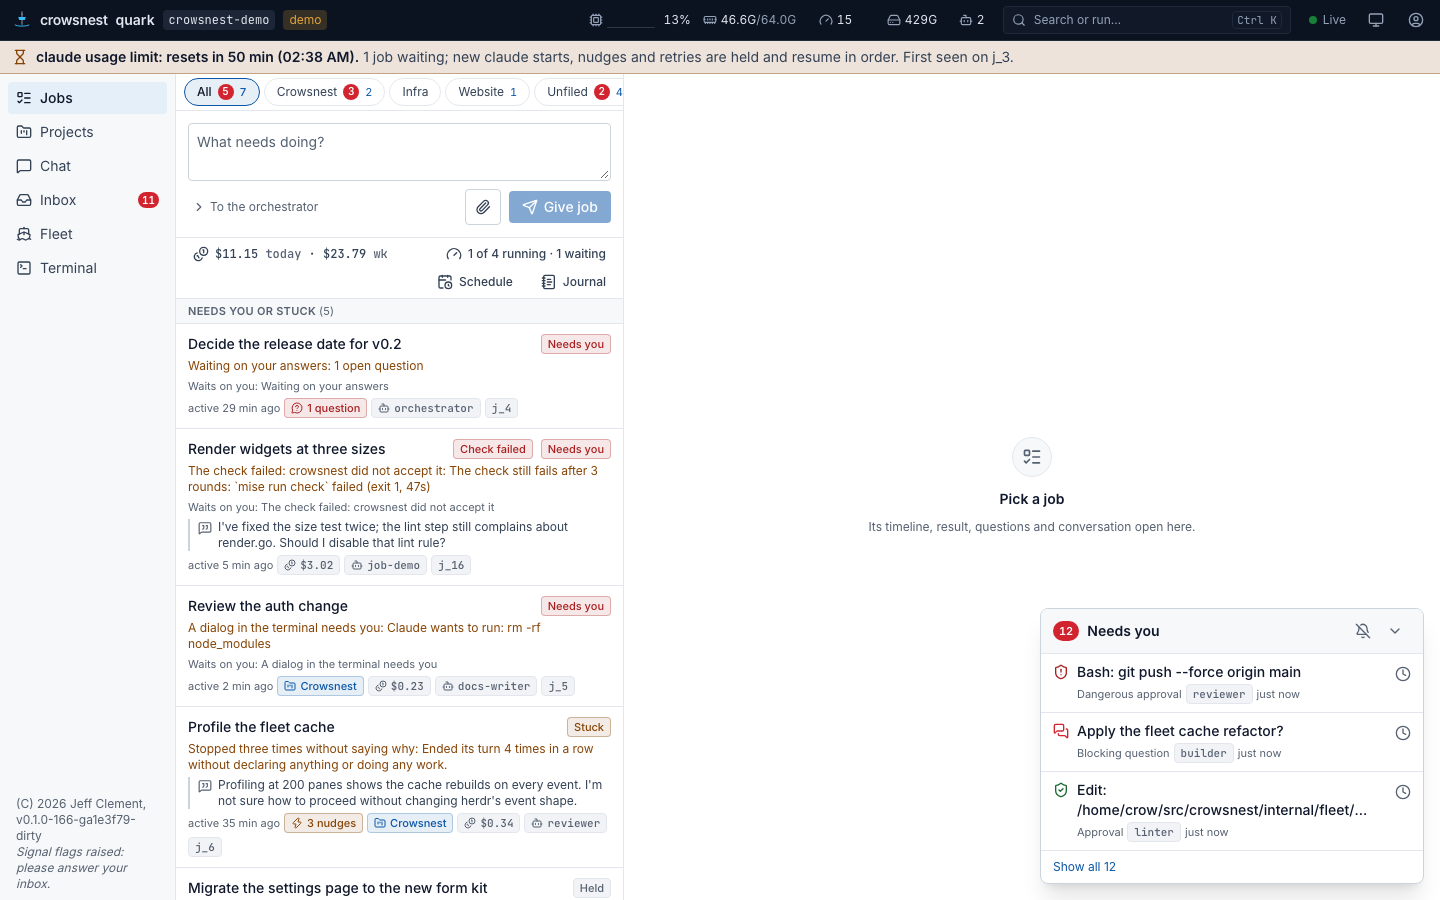 crowsnest quark crowsnest-demo demo
13% 46.6G/64.0G 15 429G 2
Search or run... Ctrl K
Live
claude usage limit: resets in 50 min (02:38 AM). 1 job waiting; new claude starts, nudges and retries are held and resume in order. First seen on j_3.
Jobs
Projects
Chat
Inbox 11
Fleet
Terminal
(C) 2026 Jeff Clement,
v0.1.0-166-ga1e3f79-
dirty
Signal flags raised:
please answer your
inbox.
All 5 7 Crowsnest 3 2 Infra Website 1 Unfiled 2 4
What needs doing?
To the orchestrator
Give job
$11.15 today · $23.79 wk
1 of 4 running · 1 waiting
Schedule Journal
NEEDS YOU OR STUCK (5)
Decide the release date for v0.2 Needs you
Waiting on your answers: 1 open question
Waits on you: Waiting on your answers
active 29 min ago 1 question orchestrator j_4
Render widgets at three sizes Check failed Needs you
The check failed: crowsnest did not accept it: The check still fails after 3
rounds: `mise run check` failed (exit 1, 47s)
Waits on you: The check failed: crowsnest did not accept it
I've fixed the size test twice; the lint step still complains about
render.go. Should I disable that lint rule?
active 5 min ago $3.02 job-demo j_16
Review the auth change Needs you
A dialog in the terminal needs you: Claude wants to run: rm -rf
node_modules
Waits on you: A dialog in the terminal needs you
active 2 min ago Crowsnest $0.23 docs-writer j_5
Profile the fleet cache Stuck
Stopped three times without saying why: Ended its turn 4 times in a row
without declaring anything or doing any work.
Profiling at 200 panes shows the cache rebuilds on every event. I'm
not sure how to proceed without changing herdr's event shape.
active 35 min ago 3 nudges Crowsnest $0.34 reviewer
j_6
Migrate the settings page to the new form kit Held
Pick a job
Its timeline, result, questions and conversation open here.
12 Needs you
Bash: git push --force origin main
Dangerous approval reviewer just now
Apply the fleet cache refactor?
Blocking question builder just now
Edit:
/home/crow/src/crowsnest/internal/fleet/...
Approval linter just now
Show all 12